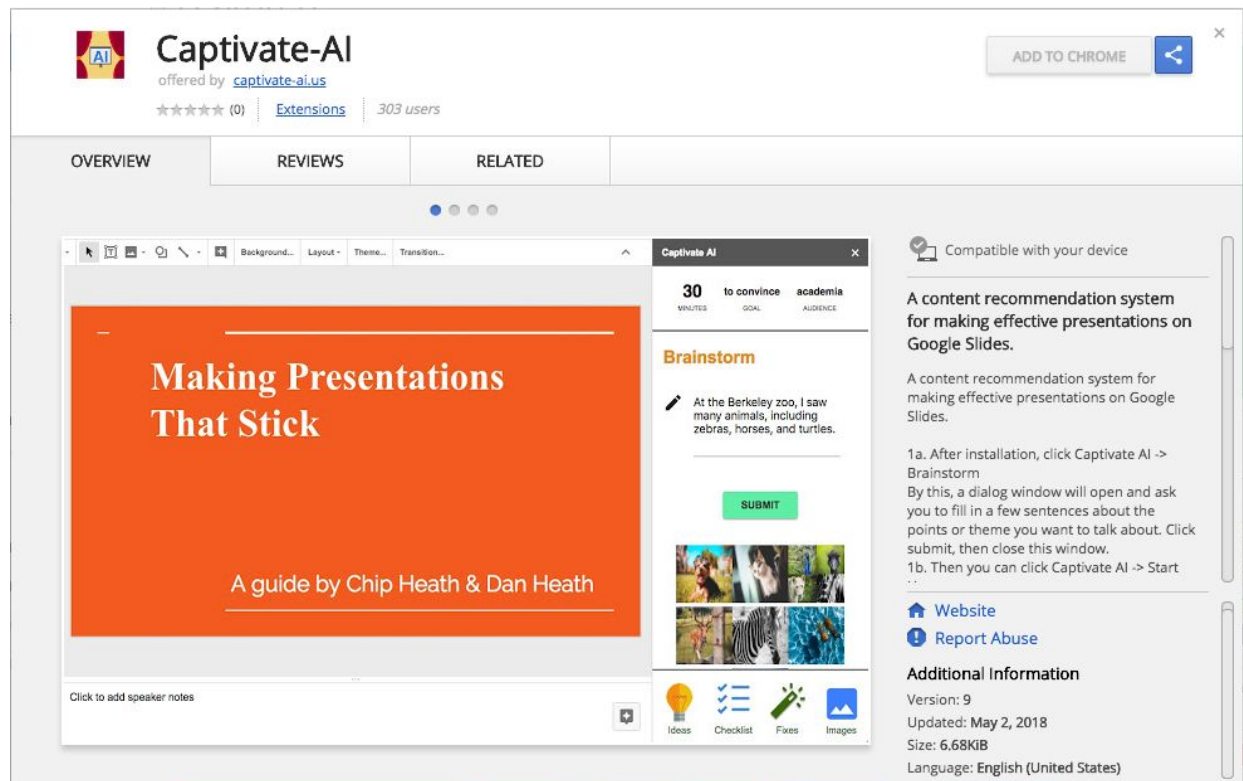 AI
Captivate-AI
offered by captivate-ai.us
(0)
Extensions
303 users
ADD TO CHROME
×
OVERVIEW
REVIEWS
RELATED
Background...
Layout
Theme...
Transition...
Making Presentations
That Stick
A guide by Chip Heath & Dan Heath
Click to add speaker notes
Captivate AI
×
30
to convince
academia
MINUTES
GOAL
AUDIENCE
Brainstorm
At the Berkeley zoo, I saw
many animals, including
zebras, horses, and turtles.
SUBMIT
Ideas
Checklist
Fixes
Images
Compatible with your device
A content recommendation system
for making effective presentations on
Google Slides.
A content recommendation system for
making effective presentations on Google
Slides.
1a. After installation, click Captivate AI ->
Brainstorm
By this, a dialog window will open and ask
you to fill in a few sentences about the
points or theme you want to talk about. Click
submit, then close this window.
1b. Then you can click Captivate AI -> Start
Website
Report Abuse
Additional Information
Version: 9
Updated: May 2, 2018
Size: 6.68KiB
Language: English (United States)